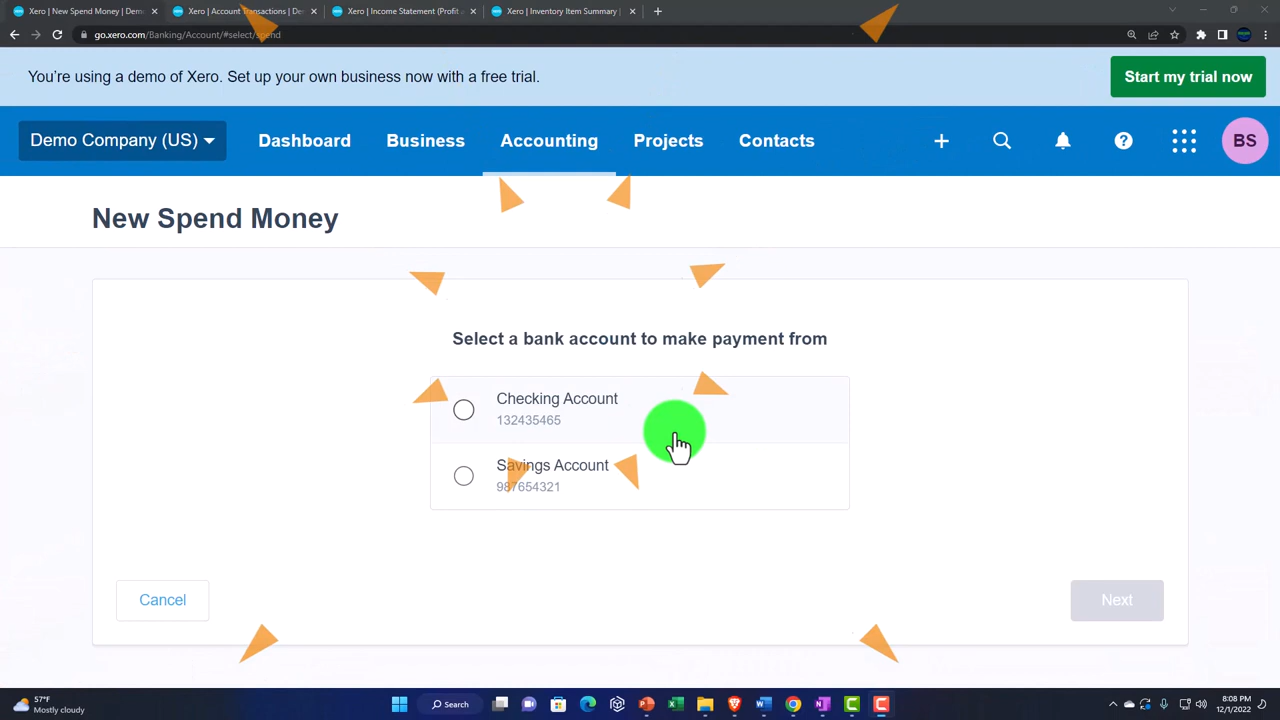 Xero | New Spend Money | Demo
Xero | Account Transactions | De
Xero | Income Statement (Profit
Xero | Inventory Item Summary |
go.xero.com/Banking/Account/#select/spend
You're using a demo of Xero. Set up your own business now with a free trial.
Start my trial now
Demo Company (US)
Dashboard
Business
Accounting
Projects
Contacts
BS
New Spend Money
Select a bank account to make payment from
Checking Account
132435465
Savings Account
987654321
Cancel
Next
57°F
Mostly cloudy
Search
8:08 PM
12/1/2022